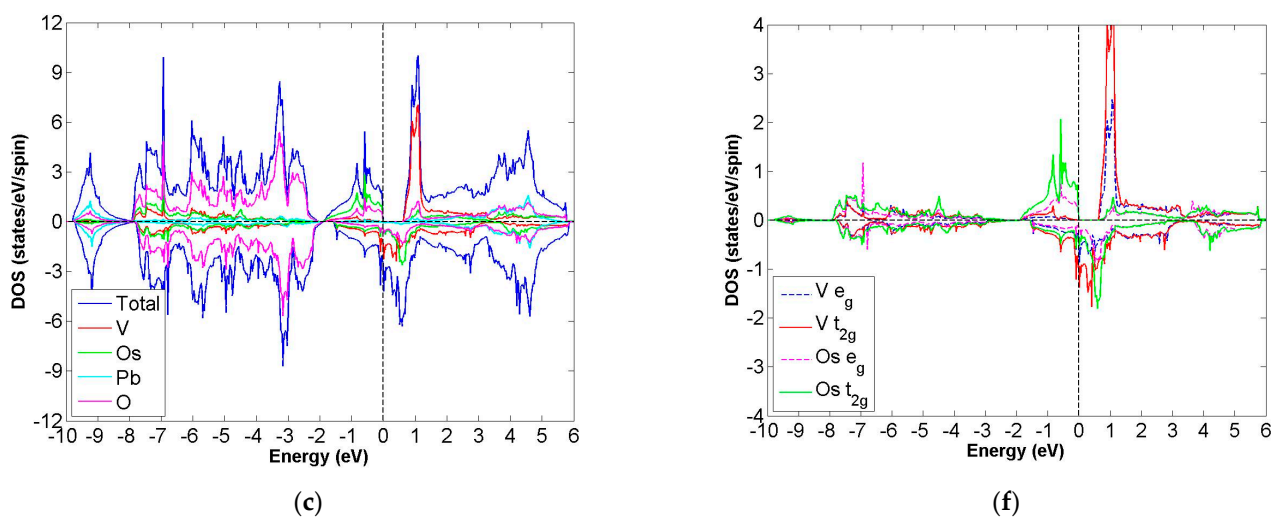 12
9
6
3
0
-3
-6
-9
-12
DOS (states/eV/spin)
Total
V
Os
Pb
O
-10 -9 -8 -7 -6 -5 -4 -3 -2 -1 0 1 2 3 4 5 6
Energy (eV)
(c)
4
3
2
1
0
-1
-2
-3
-4
DOS (states/eV/spin)
V eg
V t2g
Os eg
Os t2g
-10 -9 -8 -7 -6 -5 -4 -3 -2 -1 0 1 2 3 4 5 6
Energy (eV)
(f)